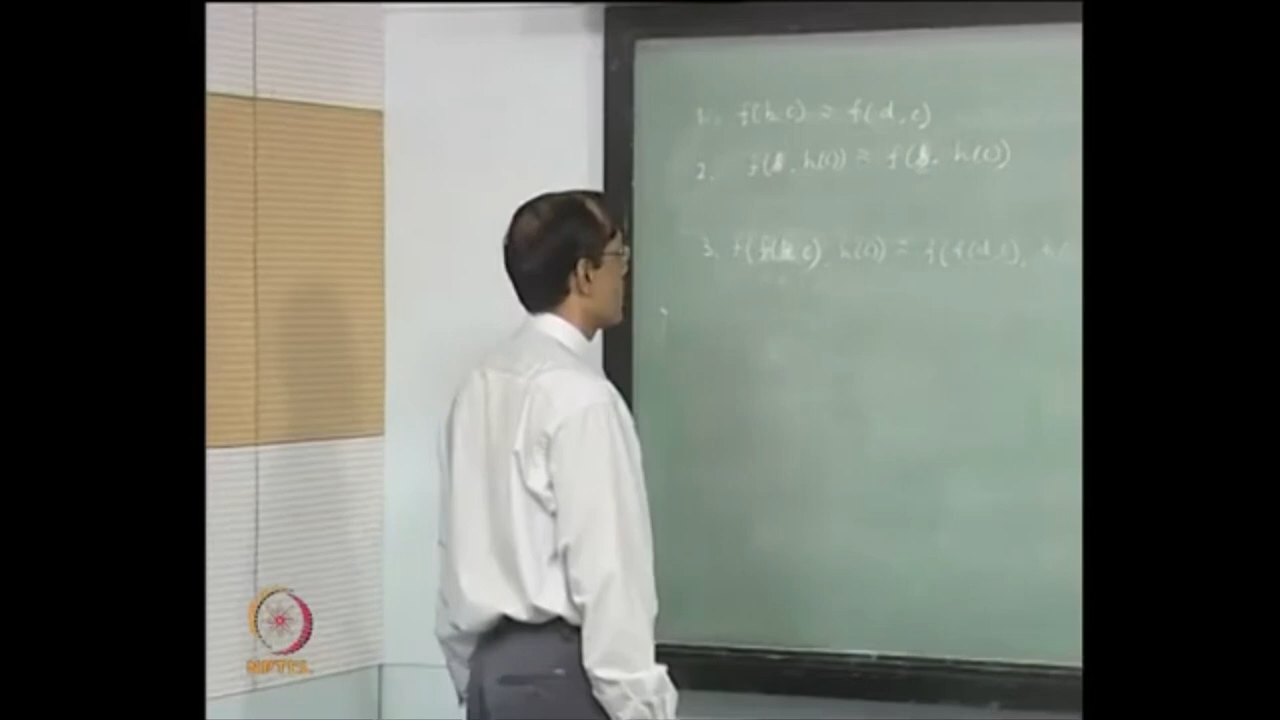 1. f(b,c) ≈ f(d,c)
2. f(b, h(c)) ≈ f(b, h(c))
3. f(f(b,c), h(c)) ≈ f(f(d,c), h(c
NPTEL